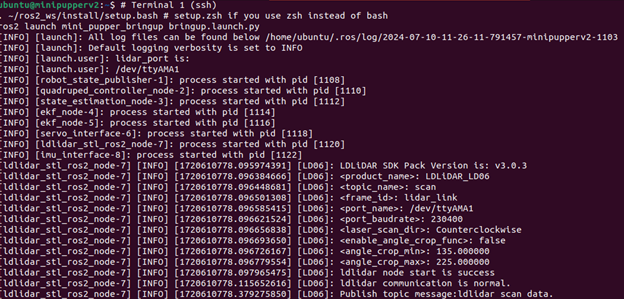 ubuntu@minipupperv2:~$ # Terminal 1 (ssh)
. ~/ros2_ws/install/setup.bash # setup.zsh if you use zsh instead of bash
ros2 launch mini_pupper_bringup bringup.launch.py
[INFO] [launch]: All log files can be found below /home/ubuntu/.ros/log/2024-07-10-11-26-11-791457-minipupperv2-1103
[INFO] [launch]: Default logging verbosity is set to INFO
[INFO] [launch.user]: lidar_port is:
[INFO] [launch.user]: /dev/ttyAMA1
[INFO] [robot_state_publisher-1]: process started with pid [1108]
[INFO] [quadruped_controller_node-2]: process started with pid [1110]
[INFO] [state_estimation_node-3]: process started with pid [1112]
[INFO] [ekf_node-4]: process started with pid [1114]
[INFO] [ekf_node-5]: process started with pid [1116]
[INFO] [servo_interface-6]: process started with pid [1118]
[INFO] [ldlidar_stl_ros2_node-7]: process started with pid [1120]
[INFO] [imu_interface-8]: process started with pid [1122]
[ldlidar_stl_ros2_node-7] [INFO] [1720610778.095974391] [LD06]: LDLiDAR SDK Pack Version is: v3.0.3
[ldlidar_stl_ros2_node-7] [INFO] [1720610778.096384666] [LD06]: <product_name>: LDLiDAR_LD06
[ldlidar_stl_ros2_node-7] [INFO] [1720610778.096448681] [LD06]: <topic_name>: scan
[ldlidar_stl_ros2_node-7] [INFO] [1720610778.096501308] [LD06]: <frame_id>: lidar_link
[ldlidar_stl_ros2_node-7] [INFO] [1720610778.096585415] [LD06]: <port_name>: /dev/ttyAMA1
[ldlidar_stl_ros2_node-7] [INFO] [1720610778.096621524] [LD06]: <port_baudrate>: 230400
[ldlidar_stl_ros2_node-7] [INFO] [1720610778.096656838] [LD06]: <laser_scan_dir>: Counterclockwise
[ldlidar_stl_ros2_node-7] [INFO] [1720610778.096693650] [LD06]: <enable_angle_crop_func>: false
[ldlidar_stl_ros2_node-7] [INFO] [1720610778.096726167] [LD06]: <angle_crop_min>: 135.000000
[ldlidar_stl_ros2_node-7] [INFO] [1720610778.096779554] [LD06]: <angle_crop_max>: 225.000000
[ldlidar_stl_ros2_node-7] [INFO] [1720610778.097965475] [LD06]: ldlidar node start is success
[ldlidar_stl_ros2_node-7] [INFO] [1720610778.115652616] [LD06]: ldlidar communication is normal.
[ldlidar_stl_ros2_node-7] [INFO] [1720610778.379275850] [LD06]: Publish topic message:ldlidar scan data.